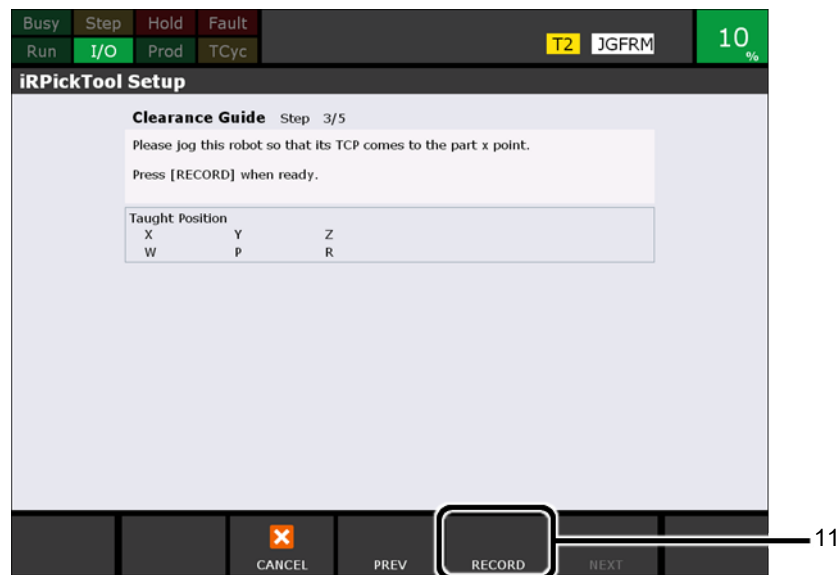 Busy Step Hold Fault
Run I/O Prod TCyc
T2 JGFRM
10 %
iRPickTool Setup
Clearance Guide Step 3/5
Please jog this robot so that its TCP comes to the part x point.
Press [RECORD] when ready.
Taught Position
X Y Z
W P R
CANCEL PREV RECORD NEXT
11